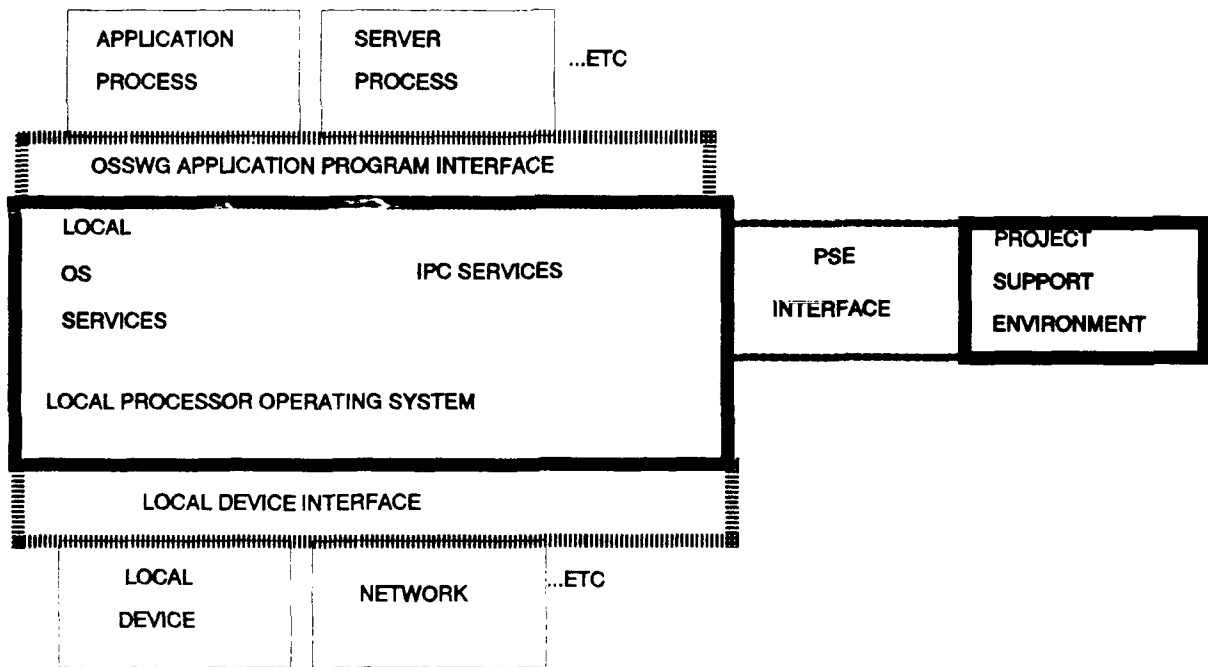 APPLICATION
PROCESS
SERVER
PROCESS
...ETC
OSSWG APPLICATION PROGRAM INTERFACE
LOCAL
OS
SERVICES
IPC SERVICES
LOCAL PROCESSOR OPERATING SYSTEM
PSE
INTERFACE
PROJECT
SUPPORT
ENVIRONMENT
LOCAL DEVICE INTERFACE
LOCAL
DEVICE
NETWORK
...ETC